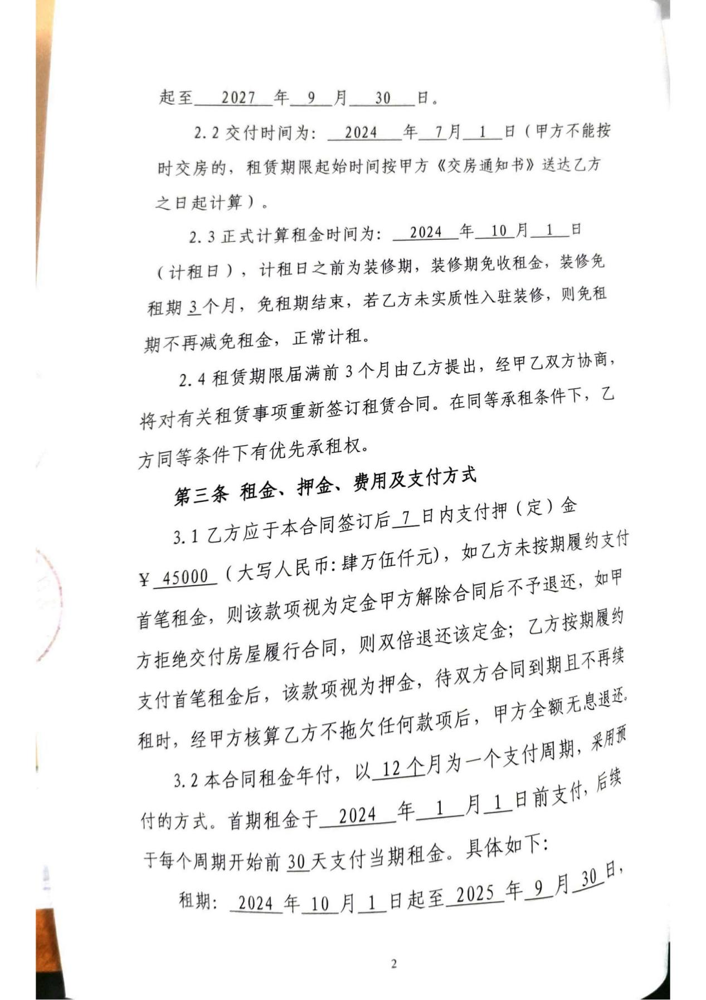 起至 2027 年 9 月 30 日。
2.2 交付时间为: 2024 年 7 月 1 日(甲方不能按
时交房的，租赁期限起始时间按甲方《交房通知书》送达乙方
之日起计算)。
2.3 正式计算租金时间为: 2024 年 10 月 1 日
(计租日)，计租日之前为装修期，装修期免收租金，装修免
租期 3 个月，免租期结束，若乙方未实质性入驻装修，则免租
期不再减免租金，正常计租。
2.4 租赁期限届满前 3 个月由乙方提出，经甲乙双方协商，
将对有关租赁事项重新签订租赁合同。在同等承租条件下，乙
方同等条件下有优先承租权。
第三条 租金、押金、费用及支付方式
3.1 乙方应于本合同签订后 7 日内支付押(定)金
¥ 45000 (大写人民币:肆万伍仟元)，如乙方未按期履约支付
首笔租金，则该款项视为定金甲方解除合同后不予退还，如甲
方拒绝交付房屋履行合同，则双倍退还该定金；乙方按期履约
支付首笔租金后，该款项视为押金，待双方合同到期且不再续
租时，经甲方核算乙方不拖欠任何款项后，甲方全额无息退还。
3.2 本合同租金年付，以 12 个月为一个支付周期，采用预
付的方式。首期租金于 2024 年 1 月 1 日前支付，后续
于每个周期开始前 30 天支付当期租金。具体如下:
租期: 2024 年 10 月 1 日起至 2025 年 9 月 30 日，
2